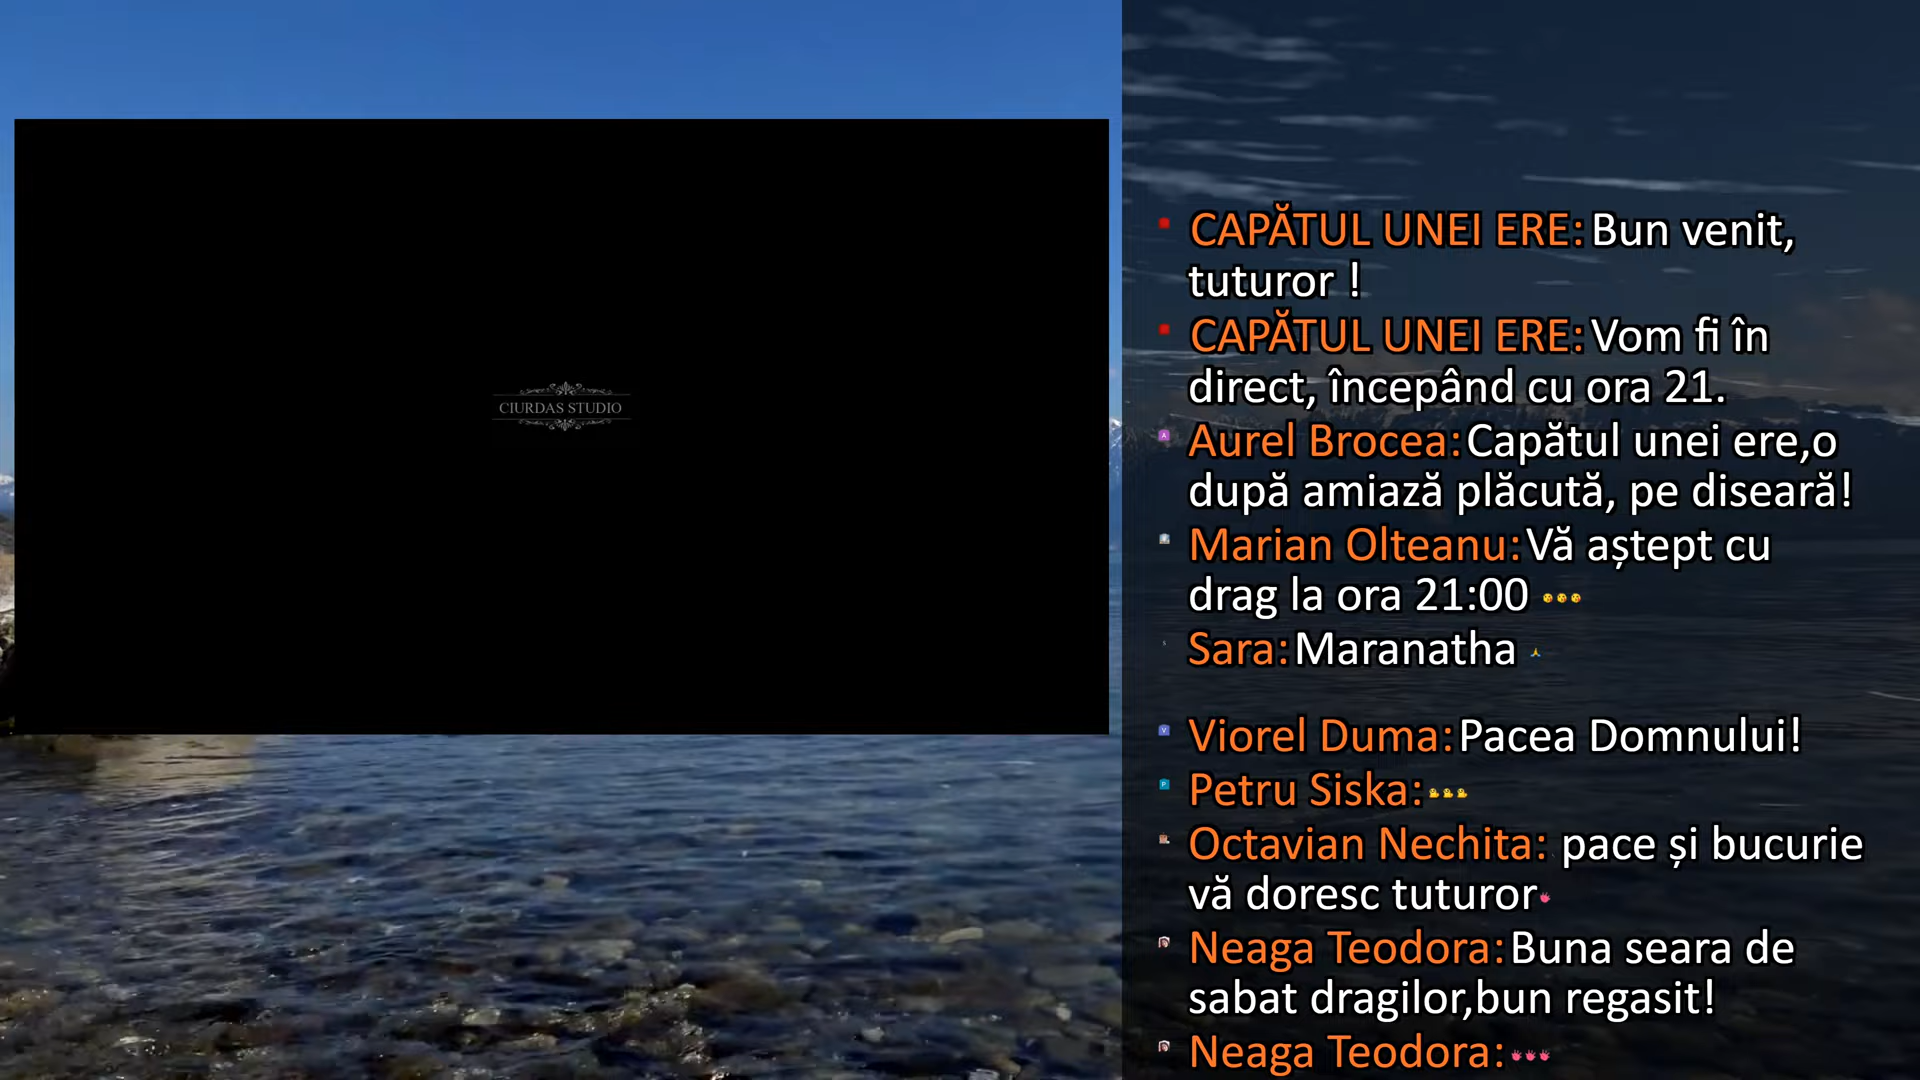 CIURDAS STUDIO
CAPĂTUL UNEI ERE: Bun venit,
tuturor !
CAPĂTUL UNEI ERE: Vom fi în
direct, începând cu ora 21.
Aurel Brocea: Capătul unei ere,o
după amiază plăcută, pe diseară!
Marian Olteanu: Vă aștept cu
drag la ora 21:00 😘😘😘
Sara: Maranatha 🙏
Viorel Duma: Pacea Domnului!
Petru Siska:
Octavian Nechita: pace și bucurie
vă doresc tuturor
Neaga Teodora: Buna seara de
sabat dragilor,bun regasit!
Neaga Teodora: